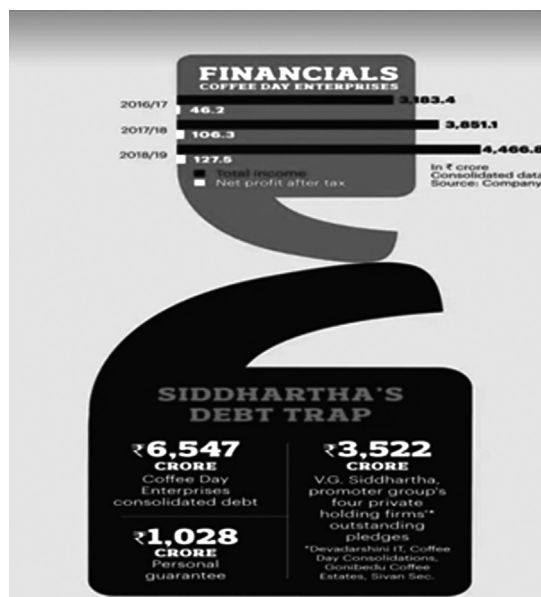 FINANCIALS
COFFEE DAY ENTERPRISES
2016/17
3,183.4
46.2
2017/18
3,851.1
106.3
2018/19
4,466.8
127.5
Total income
Net profit after tax
In ₹ crore
Consolidated data
Source: Company
SIDDHARTHA'S
DEBT TRAP
₹6,547
CRORE
Coffee Day
Enterprises
consolidated debt
₹1,028
CRORE
Personal
guarantee
₹3,522
CRORE
V.G. Siddhartha,
promoter group's
four private
holding firms'*
outstanding
pledges
*Devadarshini IT, Coffee
Day Consolidations,
Gonibedu Coffee
Estates, Sivan Sec.